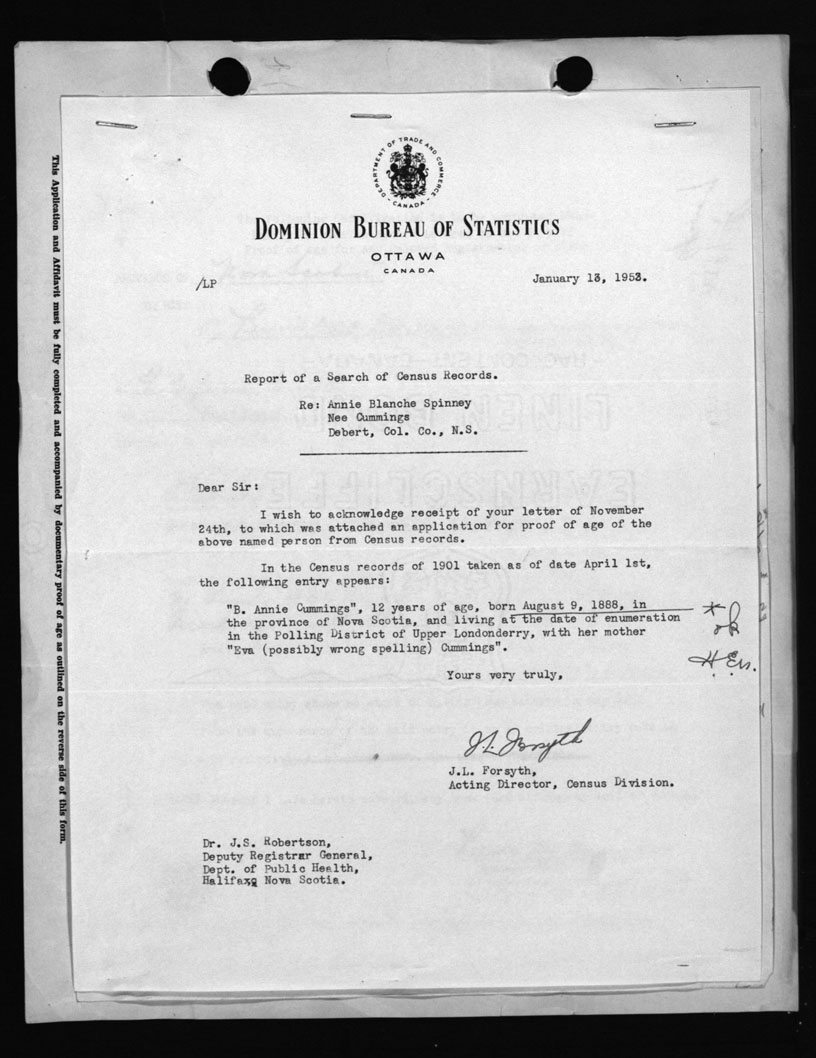 DEPARTMENT OF TRADE AND COMMERCE
- CANADA -
DOMINION BUREAU OF STATISTICS
OTTAWA
CANADA
/LP
January 13, 1953.
Report of a Search of Census Records.
Re: Annie Blanche Spinney
Nee Cummings
Debert, Col. Co., N.S.
Dear Sir:
I wish to acknowledge receipt of your letter of November
24th, to which was attached an application for proof of age of the
above named person from Census records.
In the Census records of 1901 taken as of date April 1st,
the following entry appears:
"B. Annie Cummings", 12 years of age, born August 9, 1888, in
the province of Nova Scotia, and living at the date of enumeration
in the Polling District of Upper Londonderry, with her mother
"Eva (possibly wrong spelling) Cummings".
* ok
Yours very truly,
J.L. Forsyth
J.L. Forsyth,
Acting Director, Census Division.
Dr. J.S. Robertson,
Deputy Registrar General,
Dept. of Public Health,
Halifax, Nova Scotia.
This Application and Affidavit must be fully completed and accompanied by documentary proof of age as outlined on the reverse side of this form.